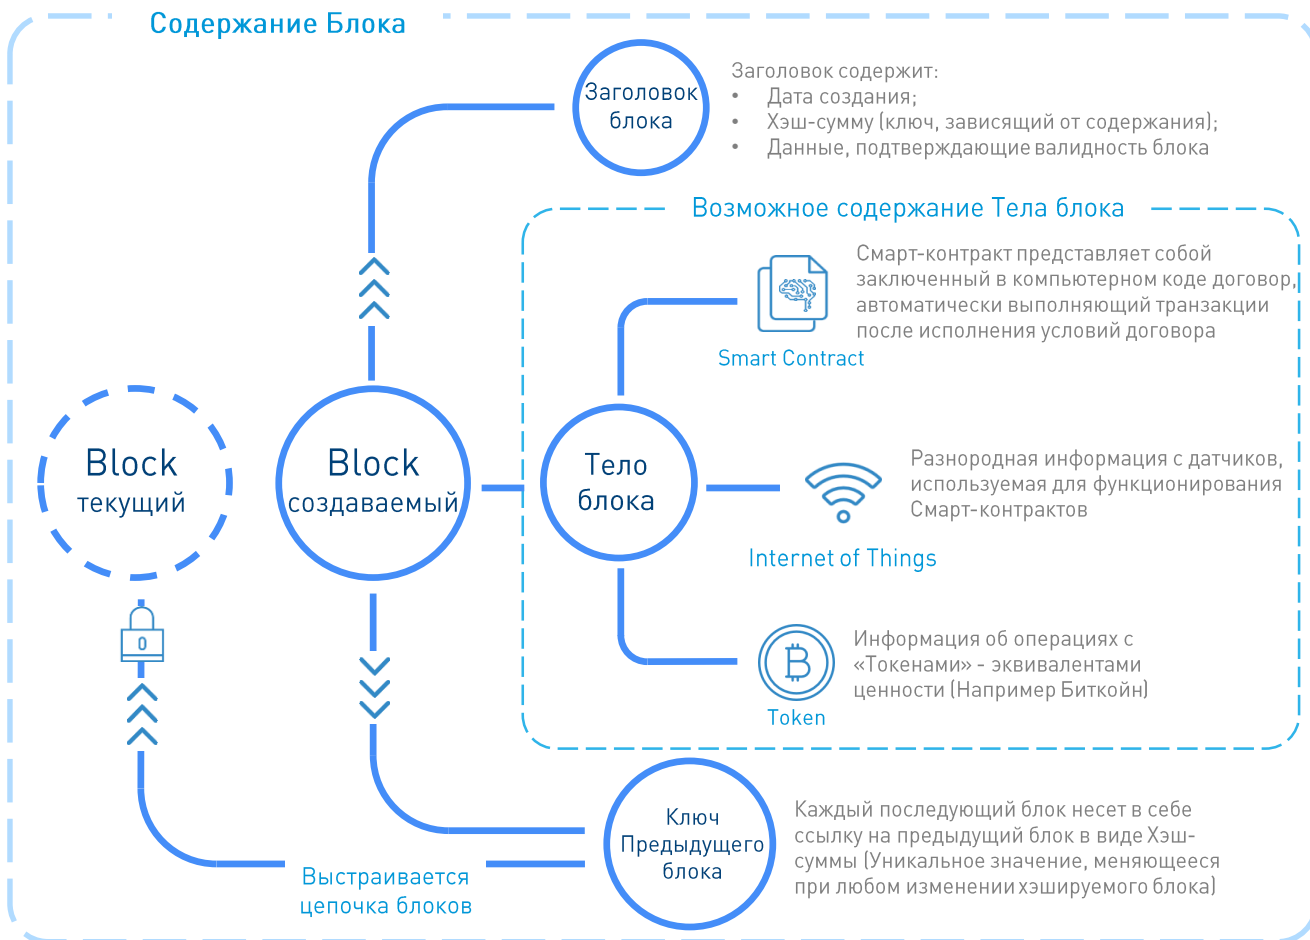 Содержание Блока
Заголовок
блока
Заголовок содержит:
• Дата создания;
• Хэш-сумму (ключ, зависящий от содержания);
• Данные, подтверждающие валидность блока
Возможное содержание Тела блока
Смарт-контракт представляет собой
заключенный в компьютерном коде договор,
автоматически выполняющий транзакции
после исполнения условий договора
Smart Contract
Block
текущий
Block
создаваемый
Тело
блока
Разнородная информация с датчиков,
используемая для функционирования
Смарт-контрактов
Internet of Things
0
Информация об операциях с
«Токенами» - эквивалентами
ценности (Например Биткойн)
B
Token
Ключ
Предыдущего
блока
Каждый последующий блок несет в себе
ссылку на предыдущий блок в виде Хэш-
суммы (Уникальное значение, меняющееся
при любом изменении хэшируемого блока)
Выстраивается
цепочка блоков